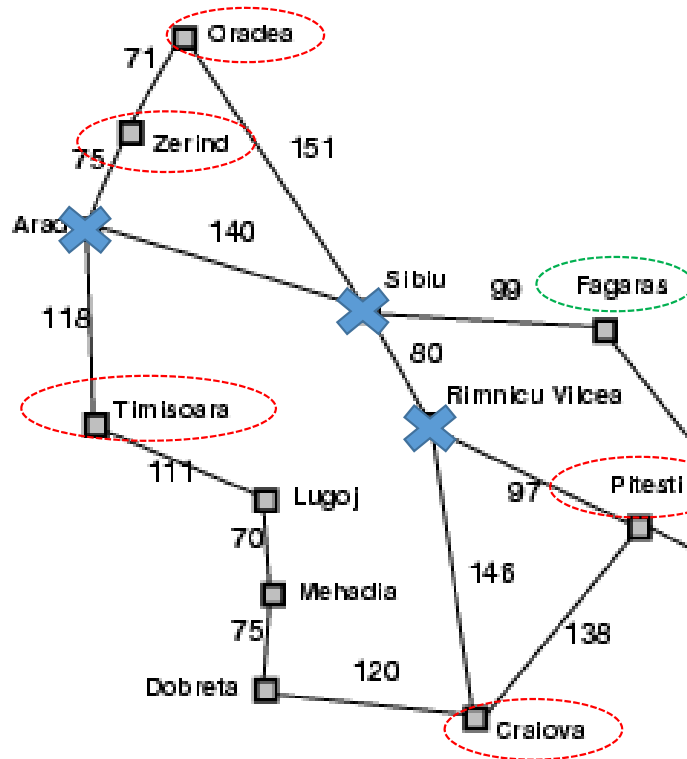 Oradea
71
Zerind
151
75
Arad
140
Sibiu
99
Fagaras
118
80
Rimnicu Vilcea
Timisoara
111
97
Pitesti
Lugoj
70
146
Mehadia
75
138
120
Dobreta
Craiova